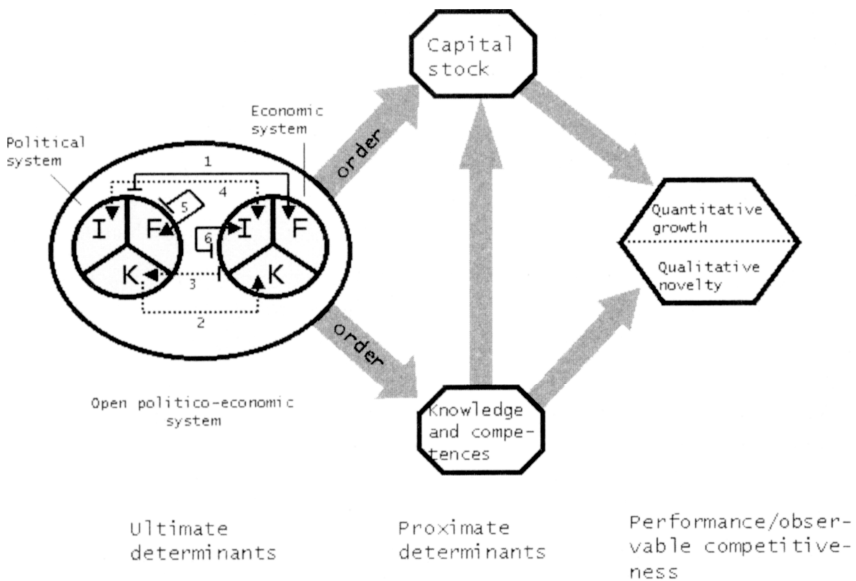 Capital
stock
Economic
system
Political
system
order
1
4
5
I
F
K
6
I
F
K
3
2
order
Quantitative
growth
Qualitative
novelty
Open politico-economic
system
Knowledge
and compe-
tences
Ultimate
determinants
Proximate
determinants
Performance/obser-
vable competitive-
ness